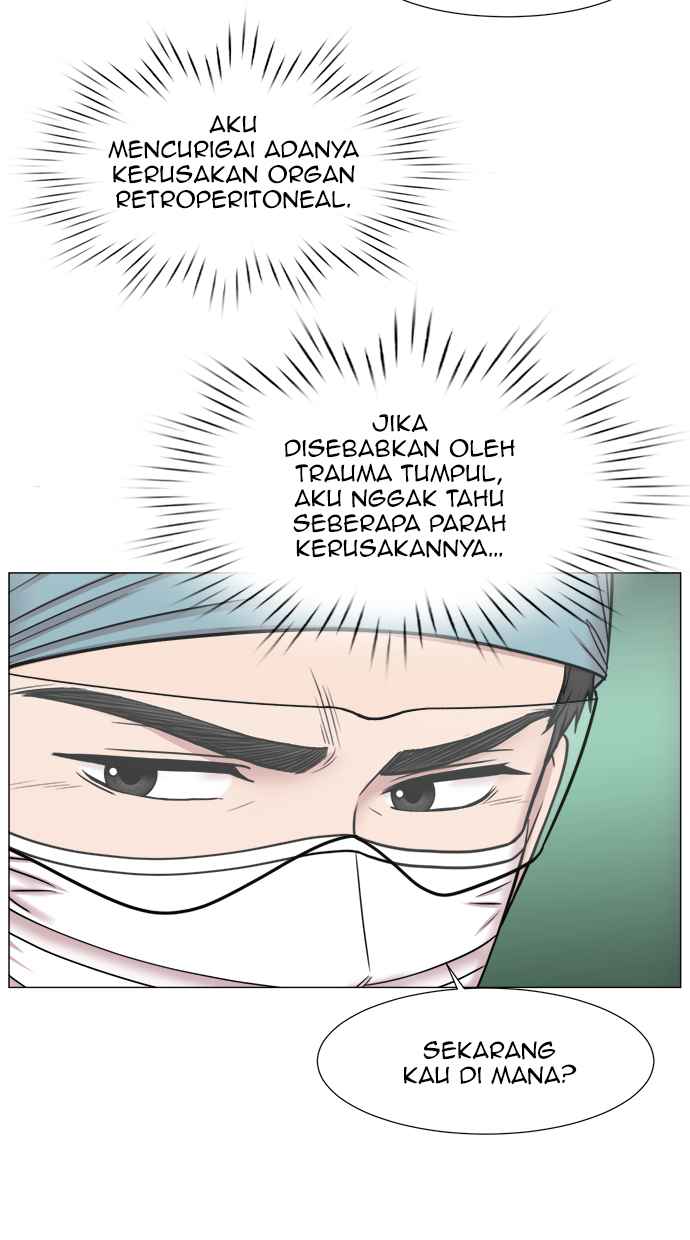 AKU
MENCURIGAI ADANYA
KERUSAKAN ORGAN
RETROPERITONEAL.
JIKA
DISEBABKAN OLEH
TRAUMA TUMPUL,
AKU NGGAK TAHU
SEBERAPA PARAH
KERUSAKANNYA...
SEKARANG
KAU DI MANA?